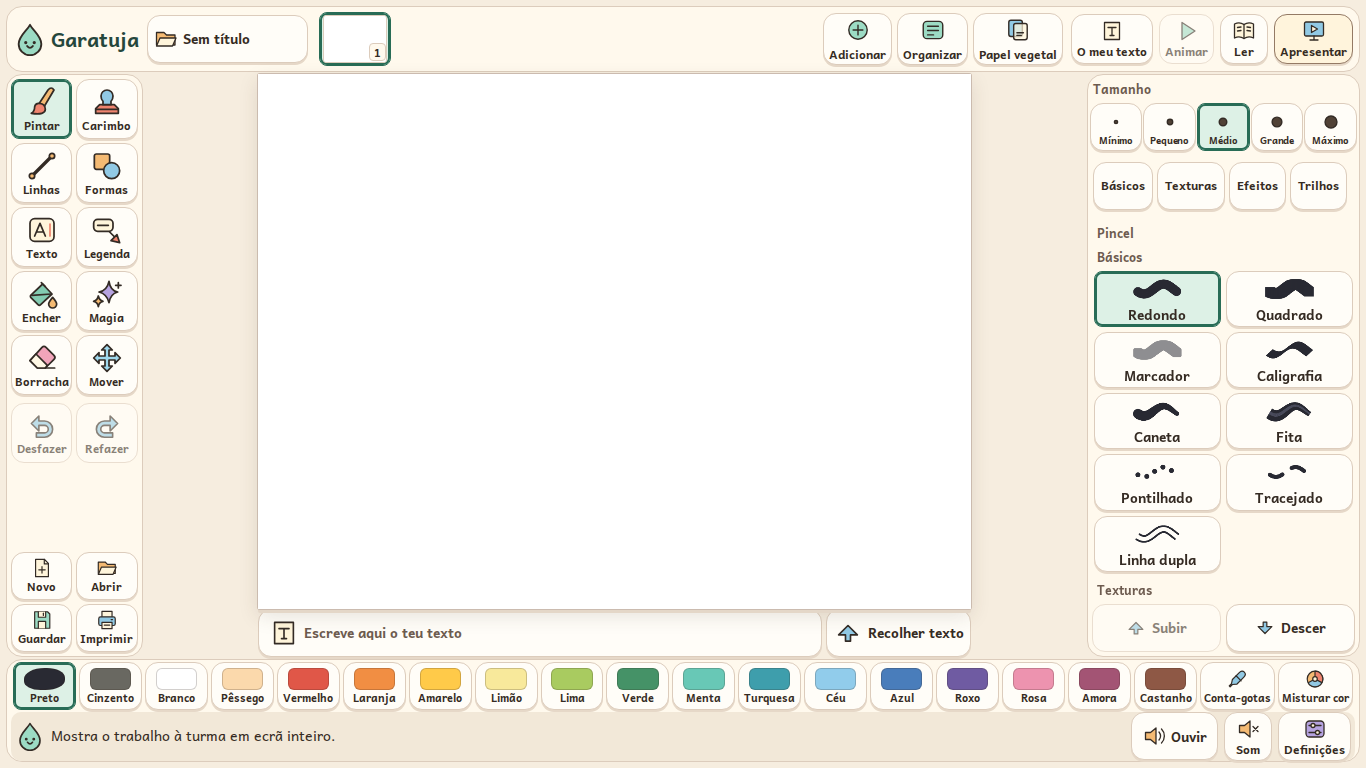 Garatuja
Sem título
1
Adicionar
Organizar
Papel vegetal
O meu texto
Animar
Ler
Apresentar
Pintar
Carimbo
Linhas
Formas
Texto
Legenda
Encher
Magia
Borracha
Mover
Desfazer
Refazer
Novo
Abrir
Guardar
Imprimir
Tamanho
Mínimo
Pequeno
Médio
Grande
Máximo
Básicos
Texturas
Efeitos
Trilhos
Pincel
Básicos
Redondo
Quadrado
Marcador
Caligrafia
Caneta
Fita
Pontilhado
Tracejado
Linha dupla
Texturas
Subir
Descer
Escreve aqui o teu texto
Recolher texto
Preto
Cinzento
Branco
Pêssego
Vermelho
Laranja
Amarelo
Limão
Lima
Verde
Menta
Turquesa
Céu
Azul
Roxo
Rosa
Amora
Castanho
Conta-gotas
Misturar cor
Mostra o trabalho à turma em ecrã inteiro.
Ouvir
Som
Definições